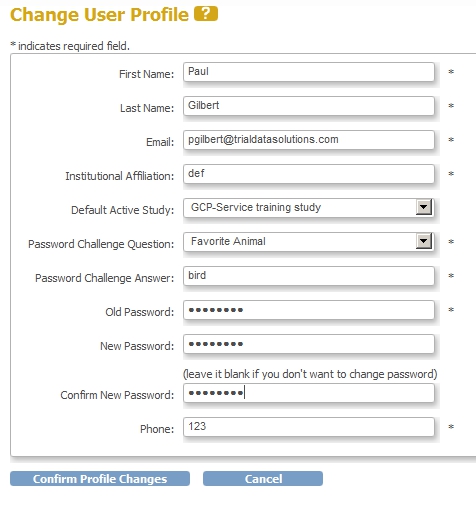 Change User Profile ?
* indicates required field.
First Name: Paul *
Last Name: Gilbert *
Email: pgilbert@trialdatasolutions.com *
Institutional Affiliation: def *
Default Active Study: GCP-Service training study
Password Challenge Question: Favorite Animal *
Password Challenge Answer: bird *
Old Password: •••••••• *
New Password: ••••••••
(leave it blank if you don't want to change password)
Confirm New Password: ••••••••
Phone: 123 *
Confirm Profile Changes Cancel